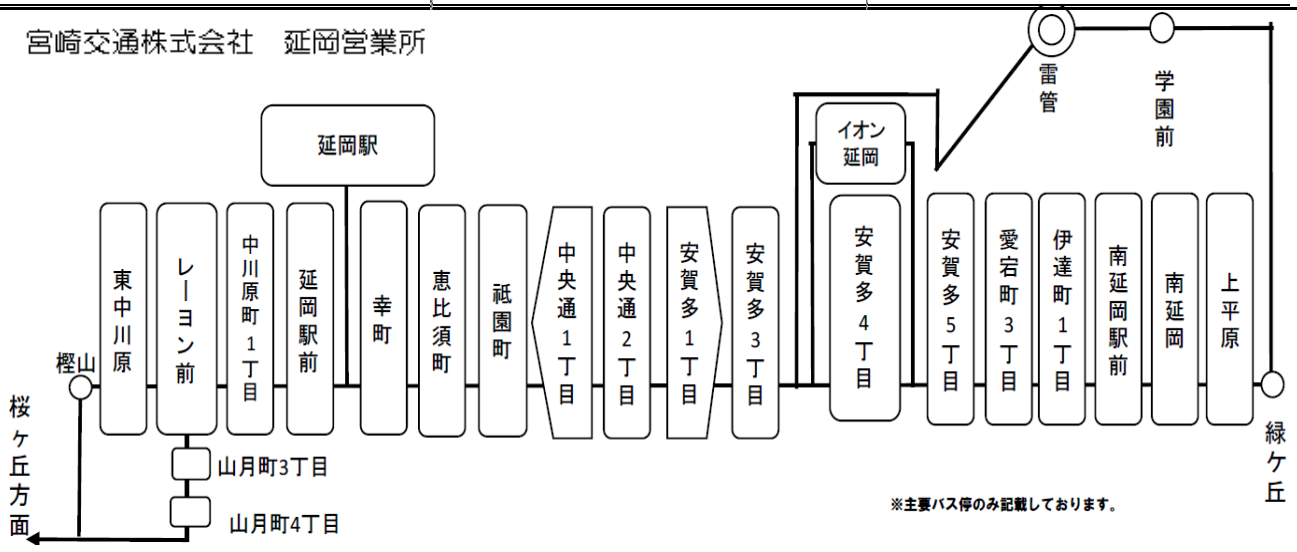 宮崎交通株式会社　延岡営業所
雷管
学園前
イオン
延岡
延岡駅
東中川原
レーヨン前
中川原町1丁目
延岡駅前
幸町
恵比須町
祗園町
中央通1丁目
中央通2丁目
安賀多1丁目
安賀多3丁目
安賀多4丁目
安賀多5丁目
愛宕町3丁目
伊達町1丁目
南延岡駅前
南延岡
上平原
樫山
緑ケ丘
桜ケ丘方面
山月町3丁目
山月町4丁目
※主要バス停のみ記載しております。